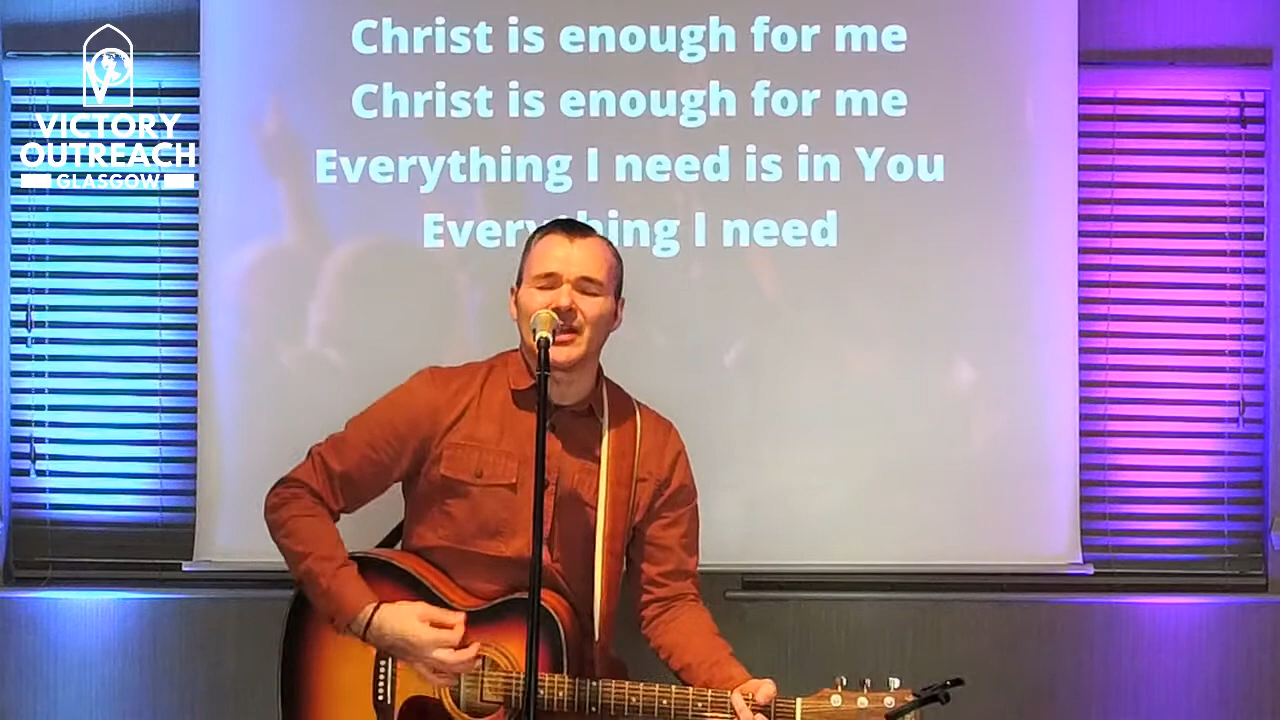 Christ is enough for me
Christ is enough for me
Everything I need is in You
Everything I need
VICTORY
OUTREACH
GLASGOW